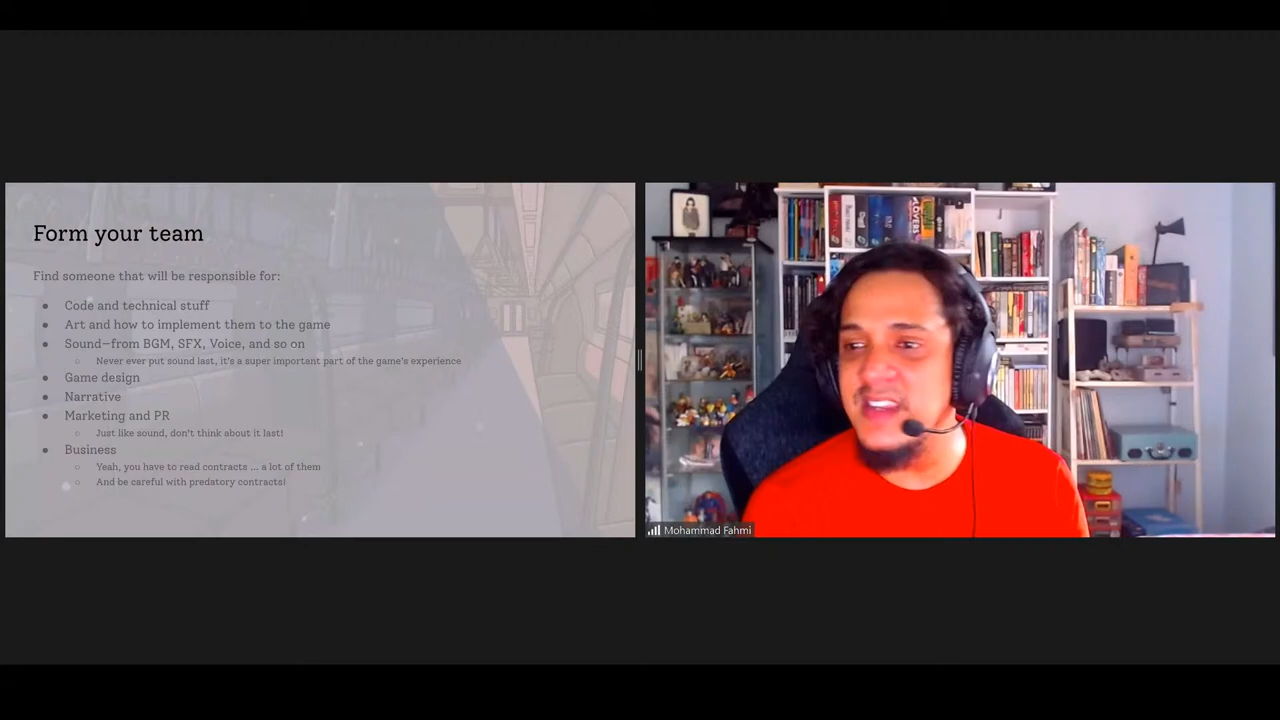 Form your team
Find someone that will be responsible for:
● Code and technical stuff
● Art and how to implement them to the game
● Sound—from BGM, SFX, Voice, and so on
○ Never ever put sound last, it's a super important part of the game's experience
● Game design
● Narrative
● Marketing and PR
○ Just like sound, don't think about it last!
● Business
○ Yeah, you have to read contracts ... a lot of them
○ And be careful with predatory contracts!
Mohammad Fahmi